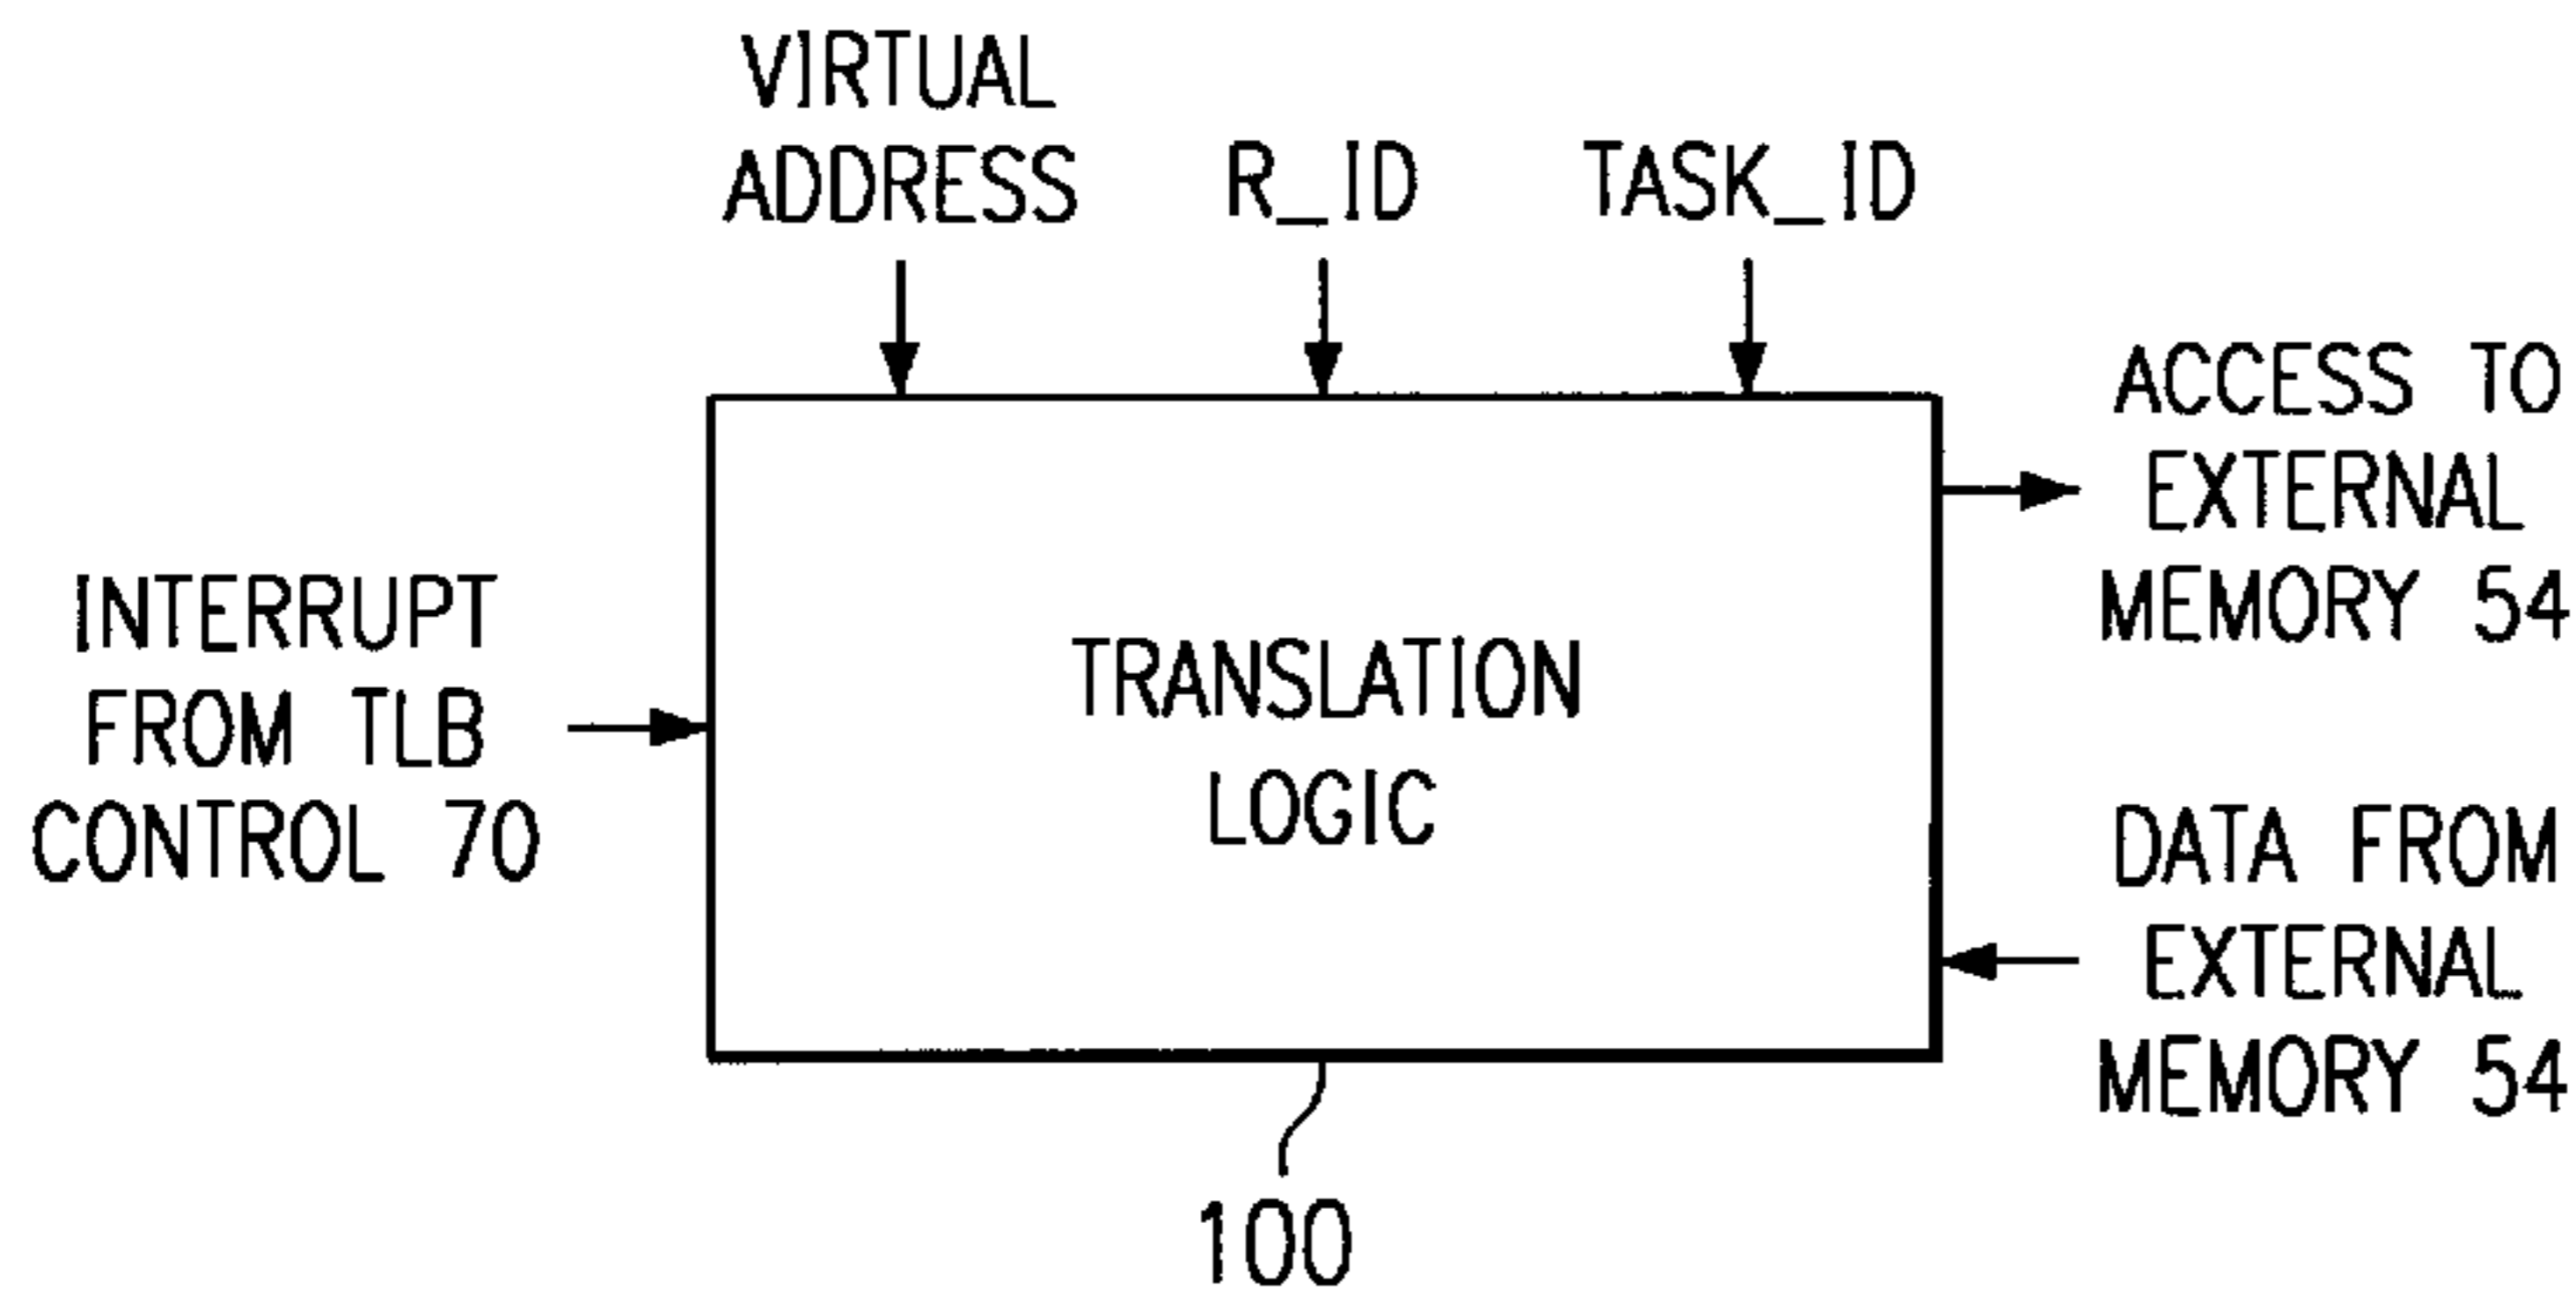 VIRTUAL
ADDRESS
R_ID
TASK_ID
ACCESS TO
EXTERNAL
MEMORY 54
INTERRUPT
FROM TLB
CONTROL 70
TRANSLATION
LOGIC
DATA FROM
EXTERNAL
MEMORY 54
100